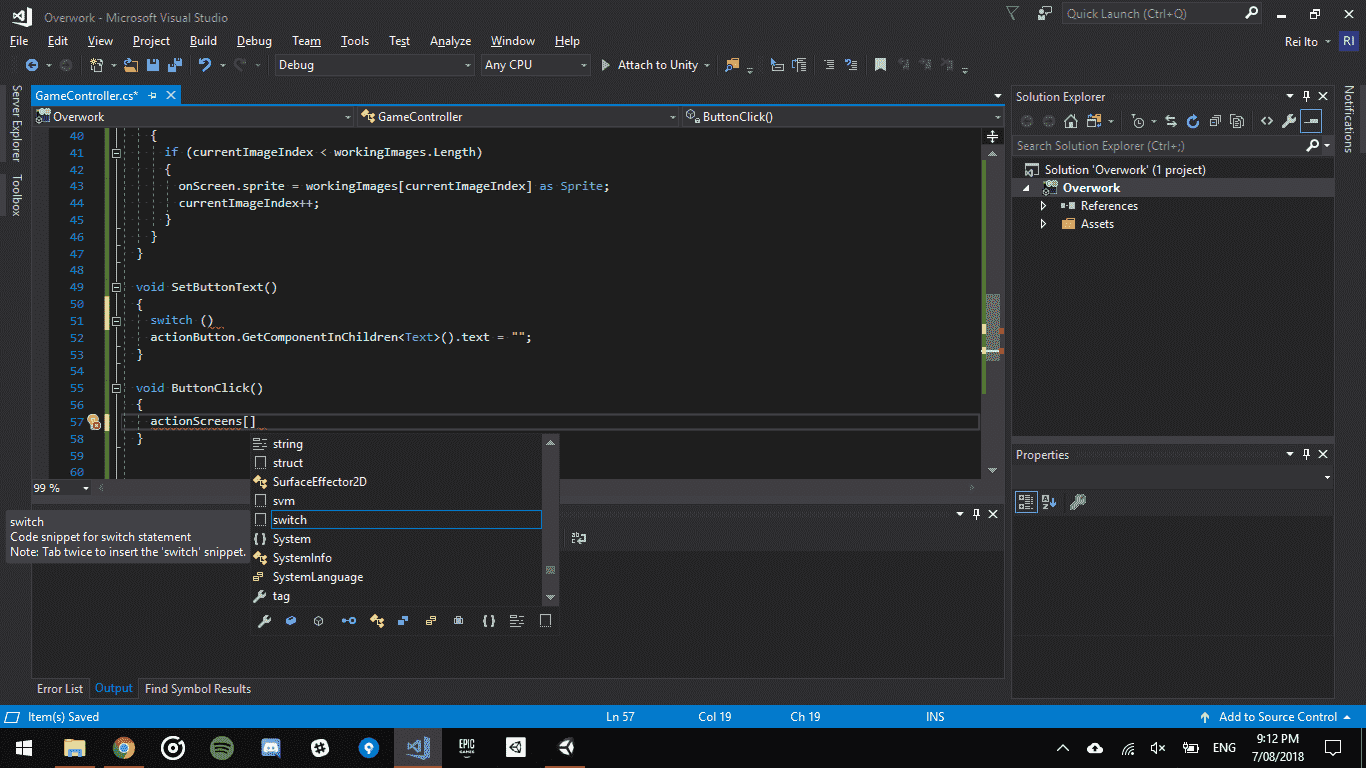 Overwork - Microsoft Visual Studio
Quick Launch (Ctrl+Q)
File Edit View Project Build Debug Team Tools Test Analyze Window Help
Rei Ito RI
Debug Any CPU Attach to Unity
Server Explorer
Toolbox
GameController.cs*
Overwork GameController ButtonClick()
40 {
41 if (currentImageIndex < workingImages.Length)
42 {
43 onScreen.sprite = workingImages[currentImageIndex] as Sprite;
44 currentImageIndex++;
45 }
46 }
47 }
48
49 void SetButtonText()
50 {
51 switch ()
52 actionButton.GetComponentInChildren<Text>().text = "";
53 }
54
55 void ButtonClick()
56 {
57 actionScreens[]
58 }
59
60
99 %
string
struct
SurfaceEffector2D
svm
switch
System
SystemInfo
SystemLanguage
tag
switch
Code snippet for switch statement
Note: Tab twice to insert the 'switch' snippet.
Solution Explorer
Search Solution Explorer (Ctrl+;)
Solution 'Overwork' (1 project)
Overwork
References
Assets
Notifications
Properties
Error List Output Find Symbol Results
Item(s) Saved Ln 57 Col 19 Ch 19 INS Add to Source Control
EPIC
GAMES
ENG
9:12 PM
7/08/2018